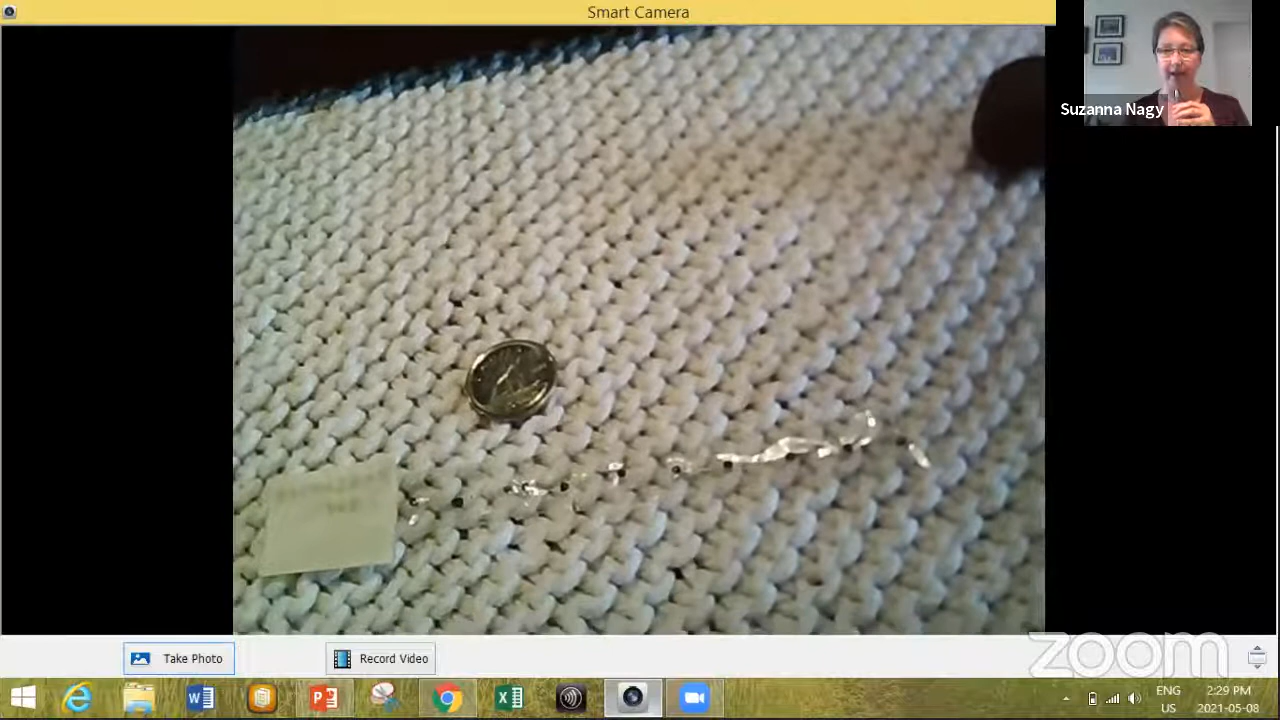 Smart Camera
Suzanna Nagy
Take Photo
Record Video
zoom
ENG
US
2:29 PM
2021-05-08